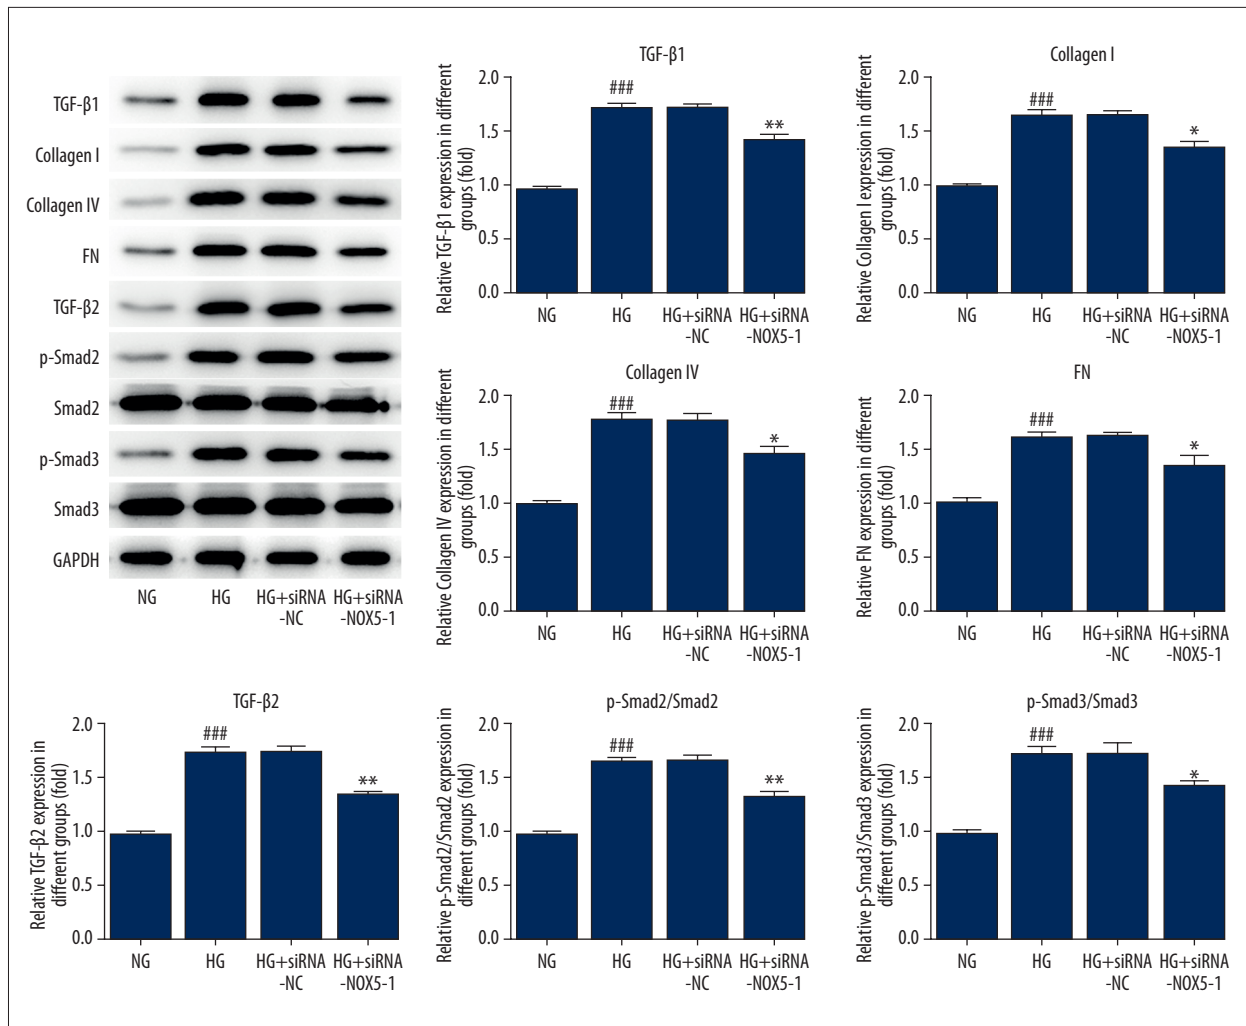 TGF-β1
Collagen I
Collagen IV
FN
TGF-β2
p-Smad2
Smad2
p-Smad3
Smad3
GAPDH
NG HG HG+siRNA HG+siRNA
-NC -NOX5-1
TGF-β1
Relative TGF-β1 expression in different
groups (fold)
2.0
1.5
1.0
0.5
0.0
###
**
NG HG HG+siRNA HG+siRNA
-NC -NOX5-1
Collagen I
Relative Collagen I expression in different
groups (fold)
2.0
1.5
1.0
0.5
0.0
###
*
NG HG HG+siRNA HG+siRNA
-NC -NOX5-1
Collagen IV
Relative Collagen IV expression in different
groups (fold)
2.0
1.5
1.0
0.5
0.0
###
*
NG HG HG+siRNA HG+siRNA
-NC -NOX5-1
FN
Relative FN expression in different
groups (fold)
2.0
1.5
1.0
0.5
0.0
###
*
NG HG HG+siRNA HG+siRNA
-NC -NOX5-1
TGF-β2
Relative TGF-β2 expression in
different groups (fold)
2.0
1.5
1.0
0.5
0.0
###
**
NG HG HG+siRNA HG+siRNA
-NC -NOX5-1
p-Smad2/Smad2
Relative p-Smad2/Smad2 expression in
different groups (fold)
2.0
1.5
1.0
0.5
0.0
###
**
NG HG HG+siRNA HG+siRNA
-NC -NOX5-1
p-Smad3/Smad3
Relative p-Smad3/Smad3 expression in
different groups (fold)
2.0
1.5
1.0
0.5
0.0
###
*
NG HG HG+siRNA HG+siRNA
-NC -NOX5-1